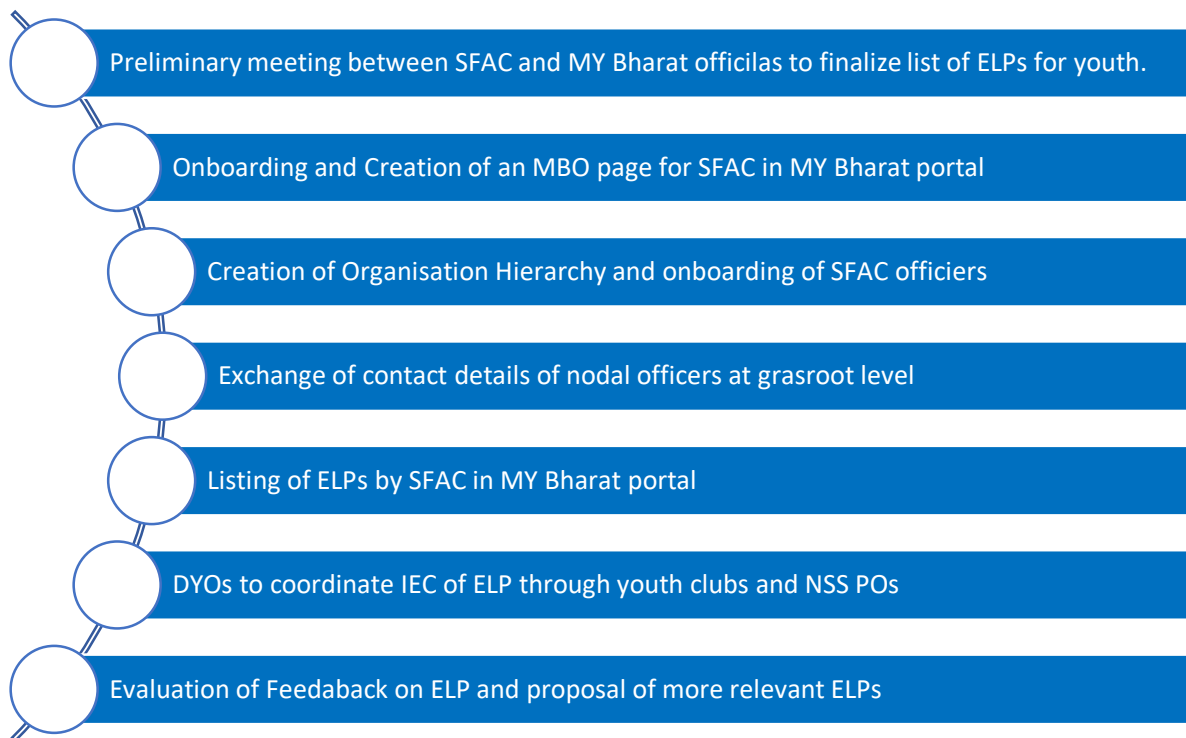 Preliminary meeting between SFAC and MY Bharat officilas to finalize list of ELPs for youth.
Onboarding and Creation of an MBO page for SFAC in MY Bharat portal
Creation of Organisation Hierarchy and onboarding of SFAC officiers
Exchange of contact details of nodal officers at grasroot level
Listing of ELPs by SFAC in MY Bharat portal
DYOs to coordinate IEC of ELP through youth clubs and NSS POs
Evaluation of Feedaback on ELP and proposal of more relevant ELPs